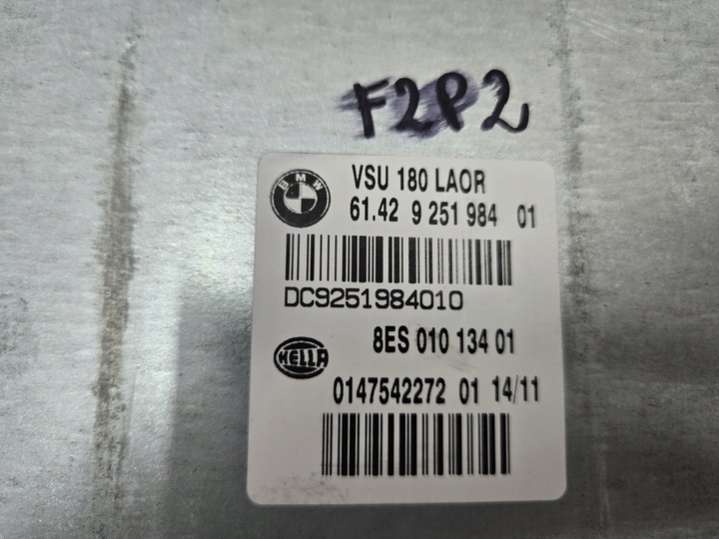 F2P2
BMW
VSU 180 LAOR
61.42 9 251 984 01
DC9251984010
8ES 010 134 01
HELLA
0147542272 01 14/11